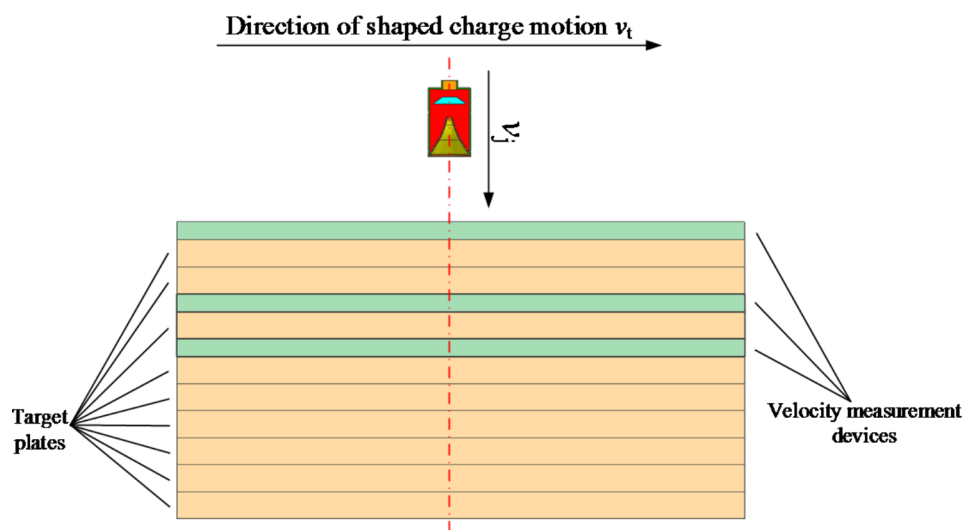 Direction of shaped charge motion vt
vj
Target
plates
Velocity measurement
devices